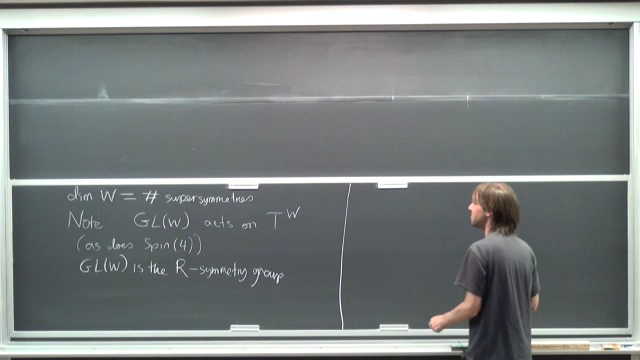 dim W = # supersymmetries
Note GL(W) acts on T^W
(as does Spin(4))
GL(W) is the R-symmetry group